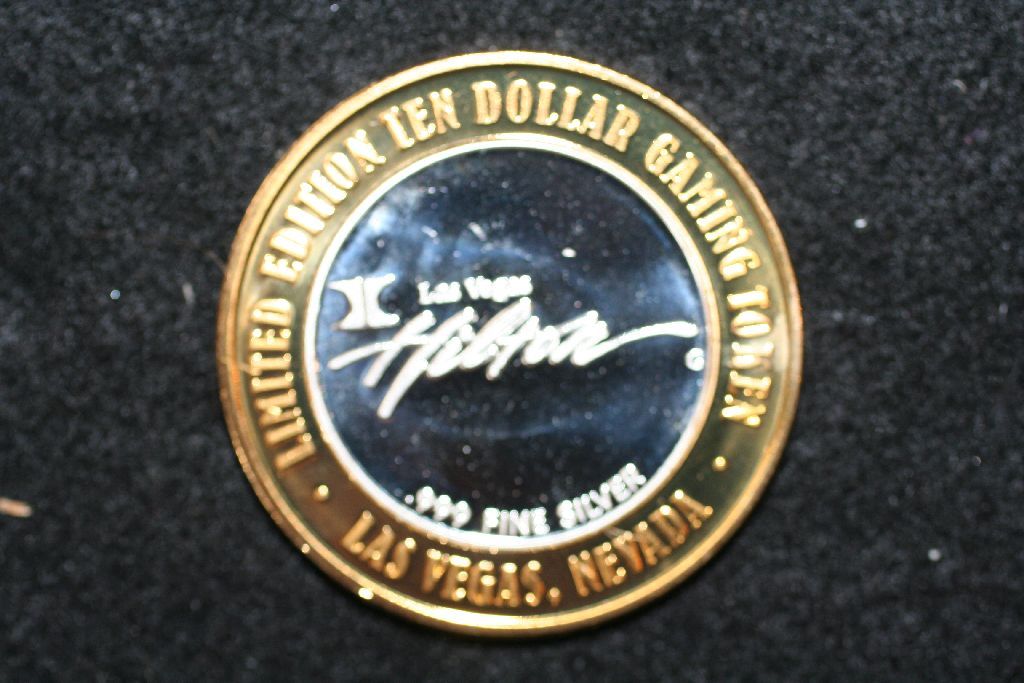 LIMITED EDITION TEN DOLLAR GAMING TOKEN
Las Vegas
Hilton
G
.999 FINE SILVER
• LAS VEGAS, NEVADA •